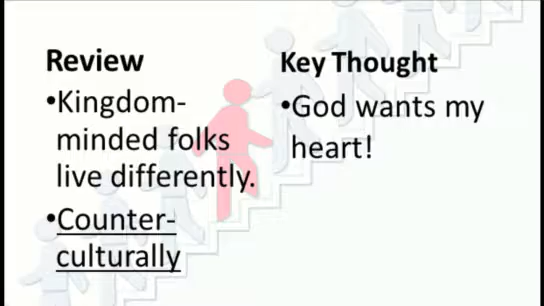 Review
•Kingdom-
minded folks
live differently.
•Counter-
culturally
Key Thought
•God wants my
heart!